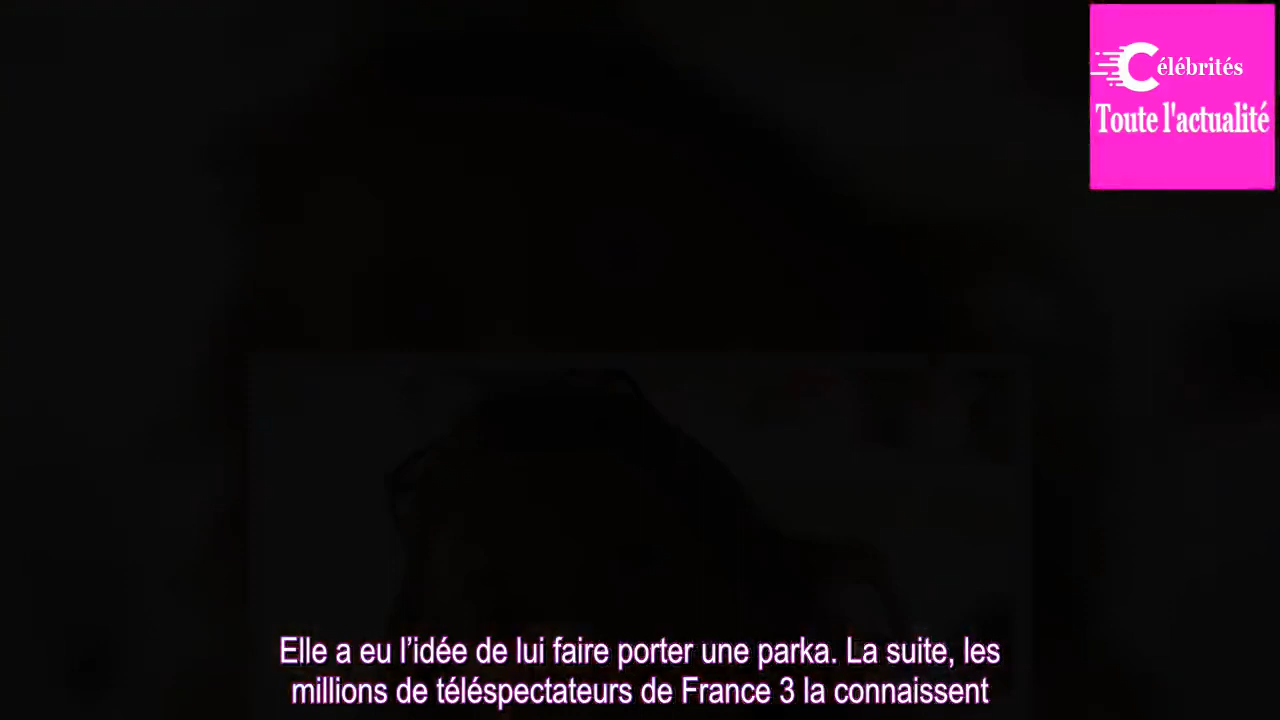 Célébrités
Toute l'actualité
Elle a eu l’idée de lui faire porter une parka. La suite, les
millions de téléspectateurs de France 3 la connaissent